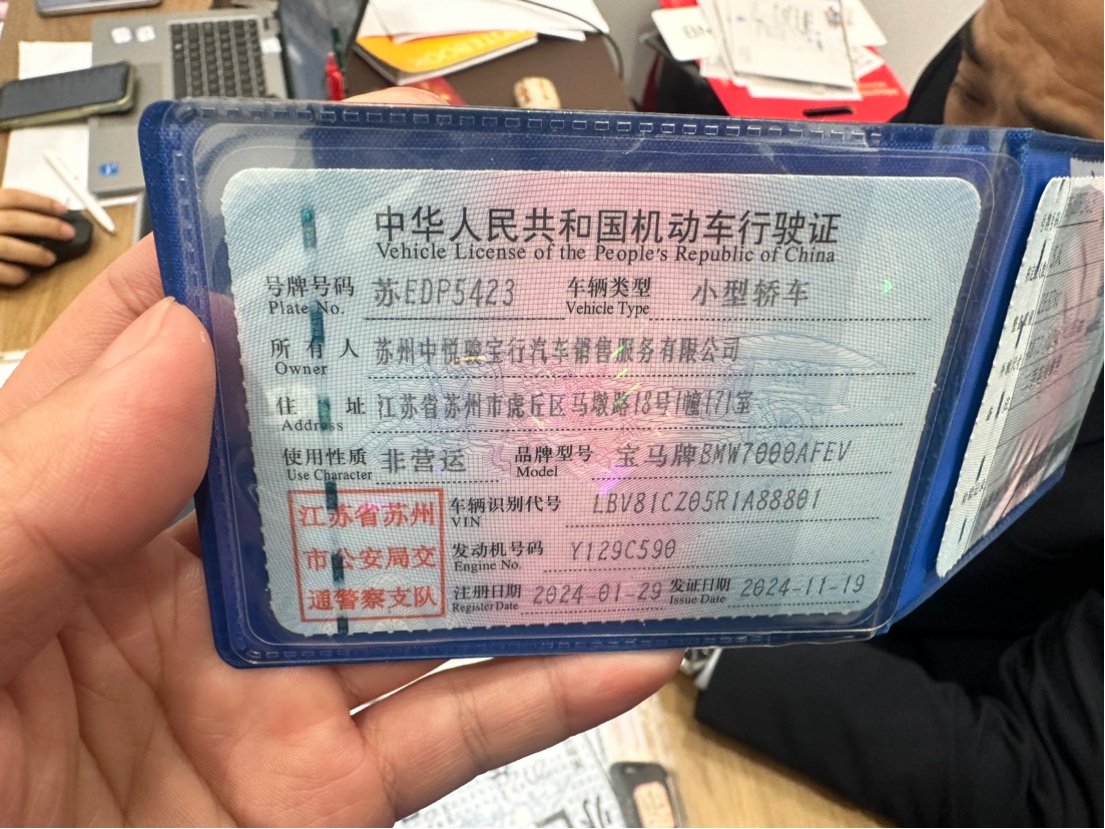 中华人民共和国机动车行驶证
Vehicle License of the People's Republic of China
号牌号码 苏EDP5423 车辆类型 小型轿车
Plate No. Vehicle Type
所有人 苏州中悦骏宝行汽车销售服务有限公司
Owner
住址 江苏省苏州市虎丘区马墩路18号1幢171室
Address
使用性质 非营运 品牌型号 宝马牌BMW7000AFEV
Use Character Model
江苏省苏州
市公安局交
通警察支队
车辆识别代号 LBV81CZ05R1A88801
VIN
发动机号码 Y129C590
Engine No.
注册日期 2024-01-29 发证日期 2024-11-19
Register Date Issue Date